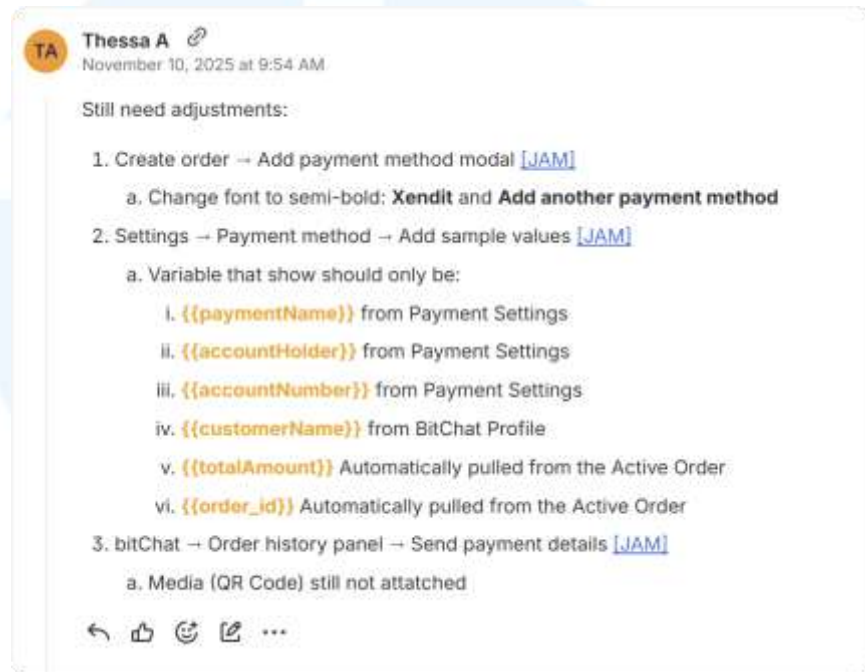 TA
Thessa A
November 10, 2025 at 9:54 AM
Still need adjustments:
1. Create order → Add payment method modal [JAM]
a. Change font to semi-bold: Xendit and Add another payment method
2. Settings → Payment method → Add sample values [JAM]
a. Variable that show should only be:
i. {{paymentName}} from Payment Settings
ii. {{accountHolder}} from Payment Settings
iii. {{accountNumber}} from Payment Settings
iv. {{customerName}} from BitChat Profile
v. {{totalAmount}} Automatically pulled from the Active Order
vi. {{order_id}} Automatically pulled from the Active Order
3. bitChat → Order history panel → Send payment details [JAM]
a. Media (QR Code) still not attatched